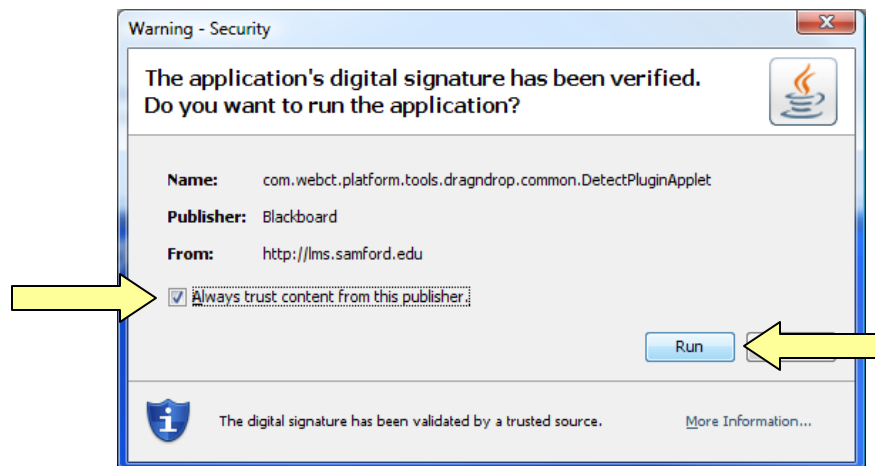 Warning - Security
The application's digital signature has been verified.
Do you want to run the application?
Name: com.webct.platform.tools.dragndrop.common.DetectPluginApplet
Publisher: Blackboard
From: http://lms.samford.edu
Always trust content from this publisher.
Run
The digital signature has been validated by a trusted source. More Information...